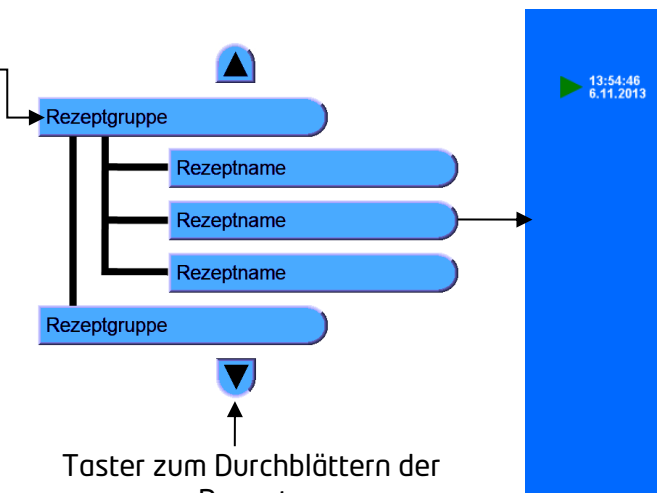 Rezeptgruppe
Rezeptname
Rezeptname
Rezeptname
Rezeptgruppe
Taster zum Durchblättern der
13:54:46
6.11.2013